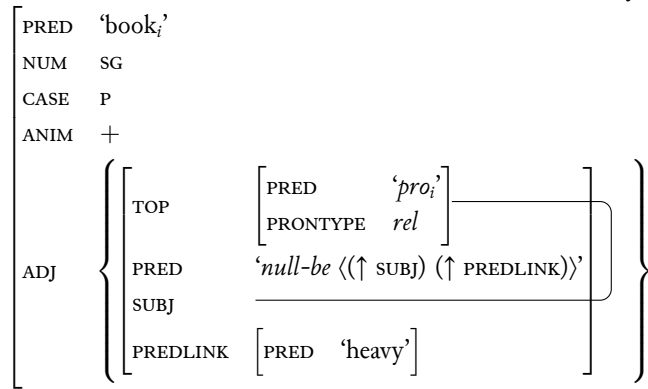 PRED ‘book_i’
NUM SG
CASE P
ANIM +
TOP PRED ‘pro_i’
PRONTYPE rel
ADJ PRED ‘null-be ⟨(↑ SUBJ) (↑ PREDLINK)⟩’
SUBJ
PREDLINK PRED ‘heavy’